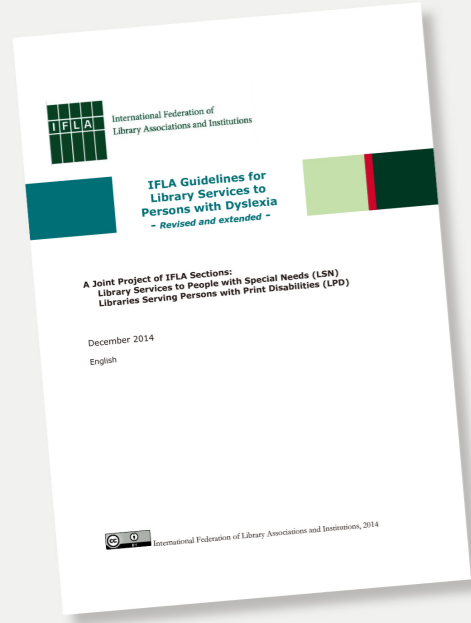 IFLA
International Federation of
Library Associations and Institutions
IFLA Guidelines for
Library Services to
Persons with Dyslexia
- Revised and extended -
A Joint Project of IFLA Sections:
Library Services to People with Special Needs (LSN)
Libraries Serving Persons with Print Disabilities (LPD)
December 2014
English
cc
BY
International Federation of Library Associations and Institutions, 2014